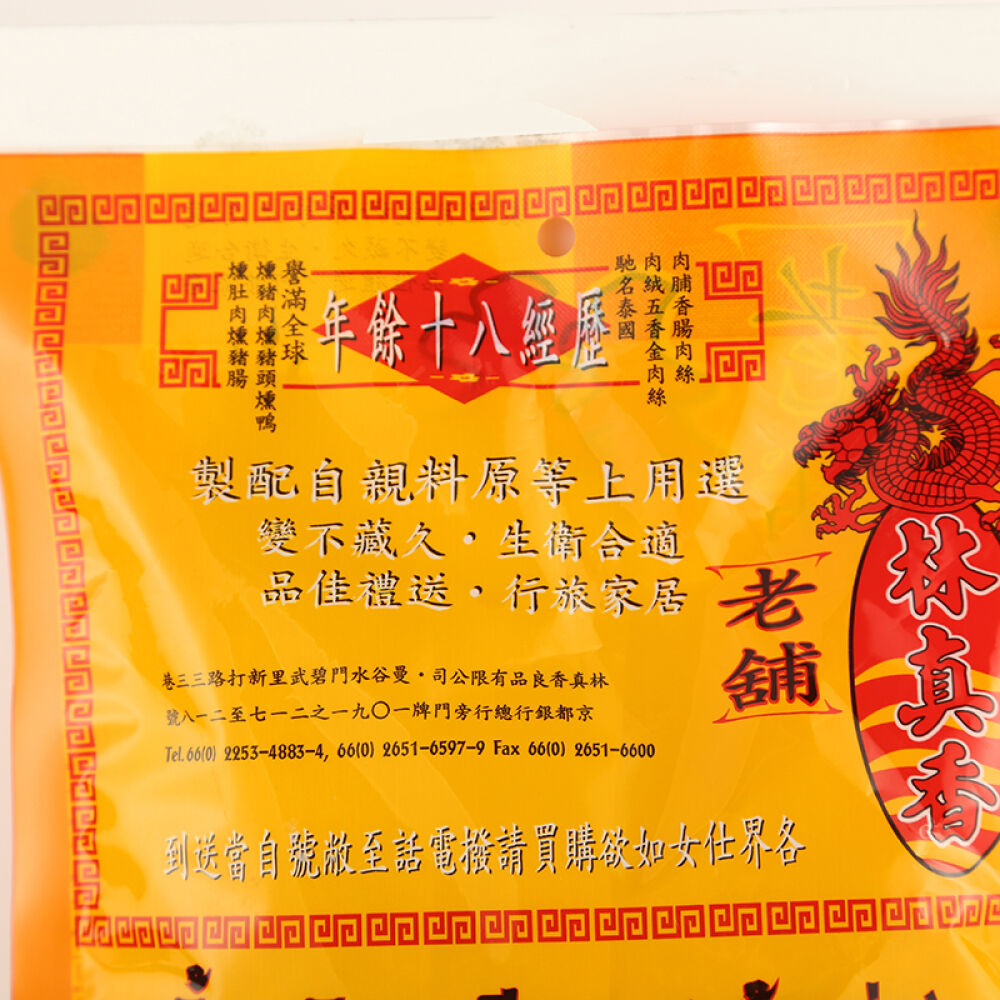 肉脯香腸肉絲
肉絨五香金肉絲
馳名泰國
歷經八十餘年
譽滿全球
燻豬肉燻豬頭燻鴨
燻肚肉燻豬腸
選用上等原料親自配製
適合衛生・久藏不變
居家旅行・送禮佳品
老舖
林真香
林真香良品有限公司・曼谷水門碧武里新打路三三巷
京都銀行總行旁門牌一〇九一之二一七至二一八號
Tel.66(0) 2253-4883-4, 66(0) 2651-6597-9 Fax 66(0) 2651-6600
各界仕女如欲購買請撥電話至敝號自當送到